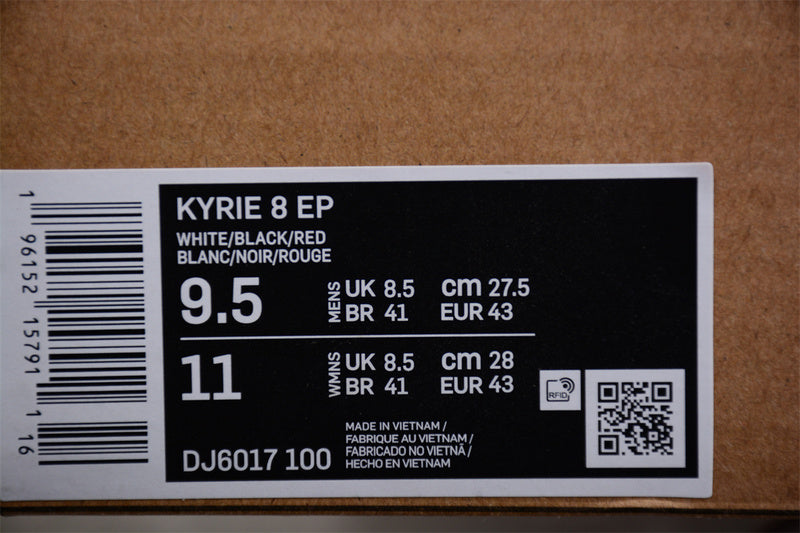 KYRIE 8 EP
WHITE/BLACK/RED
BLANC/NOIR/ROUGE
9.5
MENS
UK 8.5 cm 27.5
BR 41 EUR 43
11
WMNS
UK 8.5 cm 28
BR 41 EUR 43
RFID
MADE IN VIETNAM /
FABRIQUE AU VIETNAM /
FABRICADO NO VIETNÃ /
HECHO EN VIETNAM
DJ6017 100
1 96152 15791 1 16